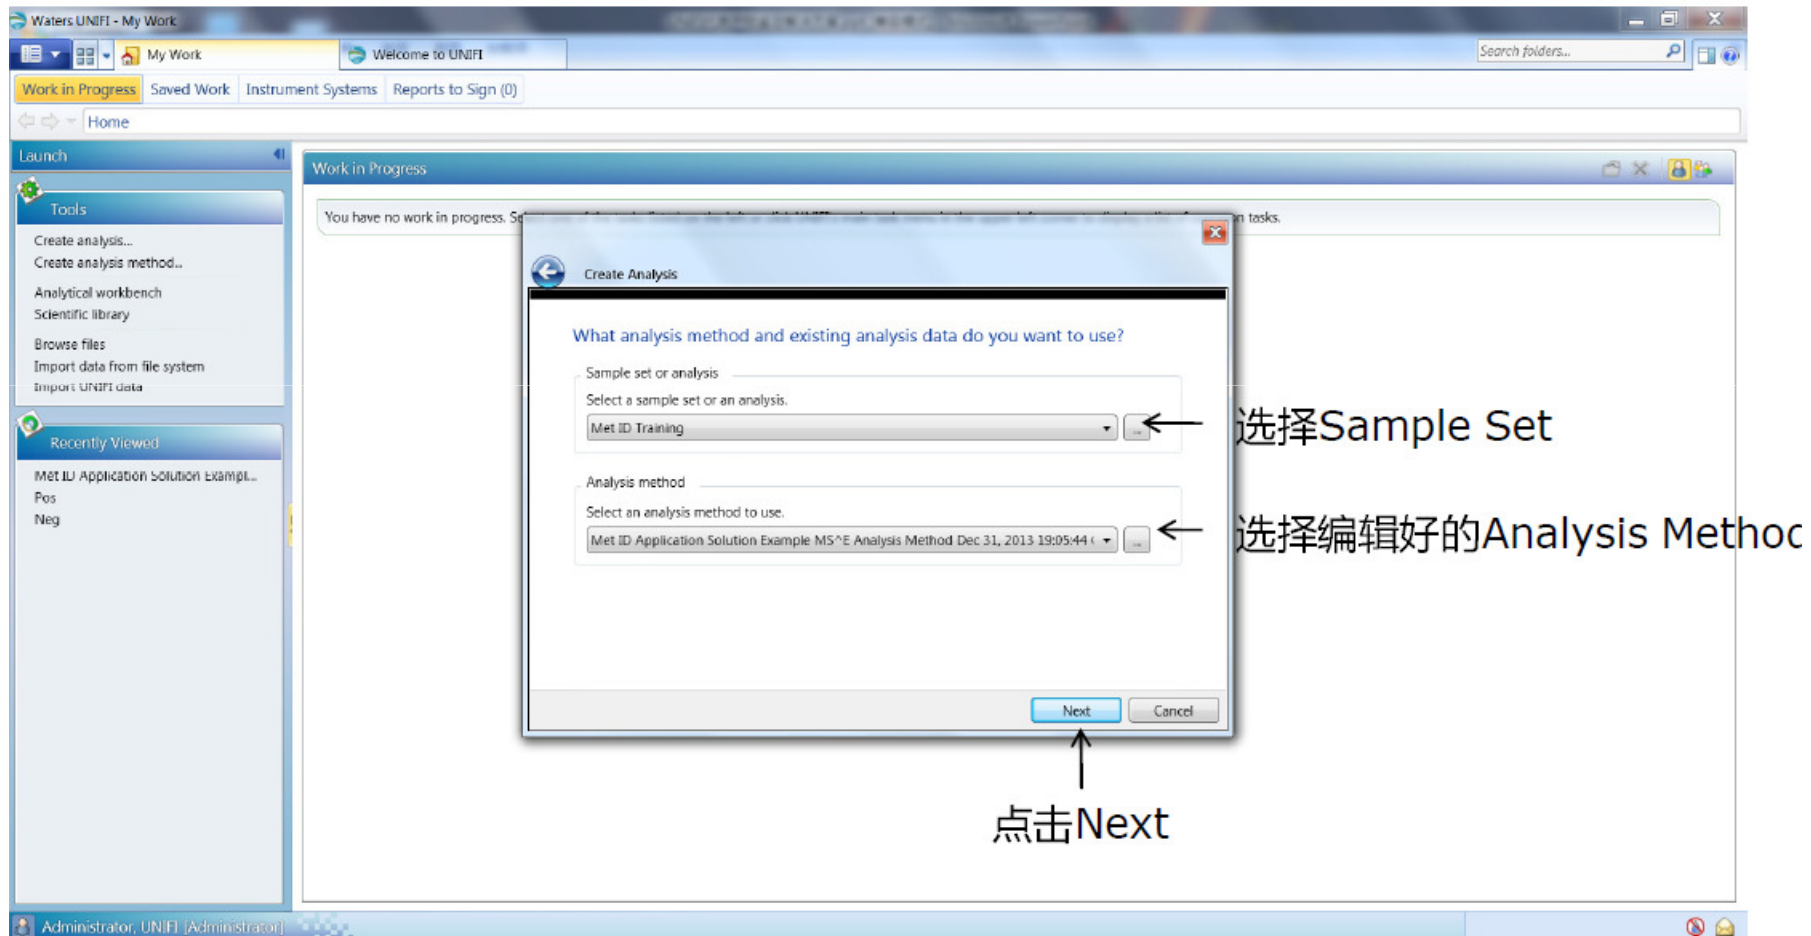 Waters UNIFI - My Work
My Work
Welcome to UNIFI
Search folders...
Work in Progress
Saved Work
Instrument Systems
Reports to Sign (0)
Home
Launch
Tools
Create analysis...
Create analysis method...
Analytical workbench
Scientific library
Browse files
Import data from file system
Import UNIFI data
Recently Viewed
Met ID Application Solution Exampl...
Pos
Neg
Work in Progress
You have no work in progress.
n tasks.
Create Analysis
What analysis method and existing analysis data do you want to use?
Sample set or analysis
Select a sample set or an analysis.
Met ID Training
...
选择Sample Set
Analysis method
Select an analysis method to use.
Met ID Application Solution Example MS^E Analysis Method Dec 31, 2013 19:05:44 (
...
选择编辑好的Analysis Method
Next
Cancel
点击Next
Administrator, UNIFI [Administrator]